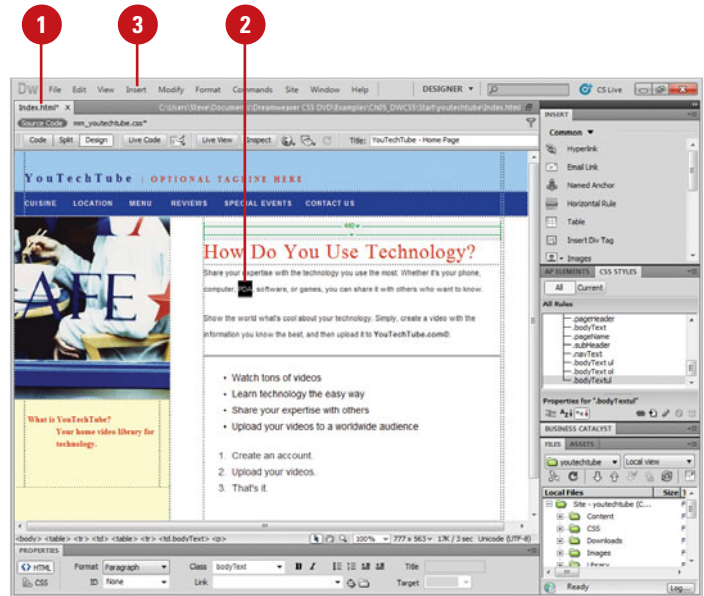 1 3 2
Dw File Edit View Insert Modify Format Commands Site Window Help DESIGNER CS Live
Index.html* X C:\Users\Steve\Documents\Dreamweaver CS5 DVD\Examples\Ch05_DWCS5\Start\youtechtube\Index.html
Source Code mm_youtechtube.css*
Code Split Design Live Code Live View Inspect Title: YouTechTube - Home Page
YouTechTube | OPTIONAL TAGLINE HERE
CUISINE LOCATION MENU REVIEWS SPECIAL EVENTS CONTACT US
440
AFE
How Do You Use Technology?
Share your expertise with the technology you use the most. Whether it's your phone,
computer, PDA, software, or games, you can share it with others who want to know.
Show the world what's cool about your technology. Simply, create a video with the
information you know the best, and then upload it to YouTechTube.com©.
• Watch tons of videos
• Learn technology the easy way
• Share your expertise with others
• Upload your videos to a worldwide audience
1. Create an account.
2. Upload your videos.
3. That's it
What is YouTechTube?
Your home video library for
technology.
<body> <table> <tr> <td> <table> <tr> <td.bodyText> <p> 100% 777 x 563 17K / 3 sec Unicode (UTF-8)
PROPERTIES
<> HTML Format Paragraph Class bodyText B I Title
CSS ID None Link Target
INSERT
Common
Hyperlink
Email Link
Named Anchor
Horizontal Rule
Table
Insert Div Tag
Images
AP ELEMENTS CSS STYLES
All Current
All Rules
.pageHeader
.bodyText
.pageName
.subHeader
.navText
.bodyText ul
.bodyText ol
.bodyTextul
Properties for ".bodyTextul"
BUSINESS CATALYST
FILES ASSETS
youtechtube Local view
Local Files Size
Site - youtechtube (C...
Content
CSS
Downloads
Images
Library
Ready Log...